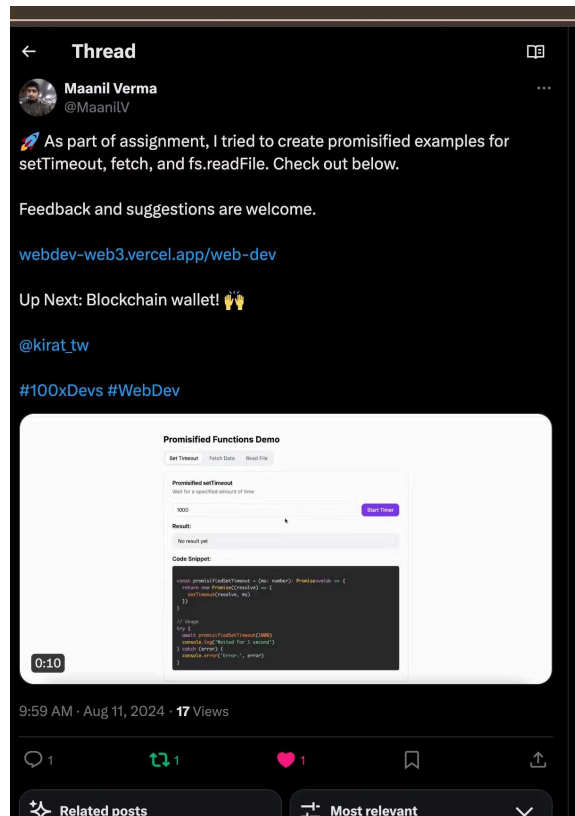 Thread
Maanil Verma
@MaanilV
🚀 As part of assignment, I tried to create promisified examples for
setTimeout, fetch, and fs.readFile. Check out below.
Feedback and suggestions are welcome.
webdev-web3.vercel.app/web-dev
Up Next: Blockchain wallet! 🙌
@kirat_tw
#100xDevs #WebDev
Promisified Functions Demo
Set Timeout Fetch Data Read File
Promisified setTimeout
Wait for a specified amount of time
1000 Start Timer
Result:
No result yet
Code Snippet:
const promisifiedSetTimeout = (ms: number): Promise<void> => {
return new Promise((resolve) => {
setTimeout(resolve, ms)
})
}
// Usage
try {
await promisifiedSetTimeout(1000)
console.log('Waited for 1 second')
} catch (error) {
console.error('Error:', error)
}
0:10
9:59 AM · Aug 11, 2024 · 17 Views
1 1 1
Related posts Most relevant